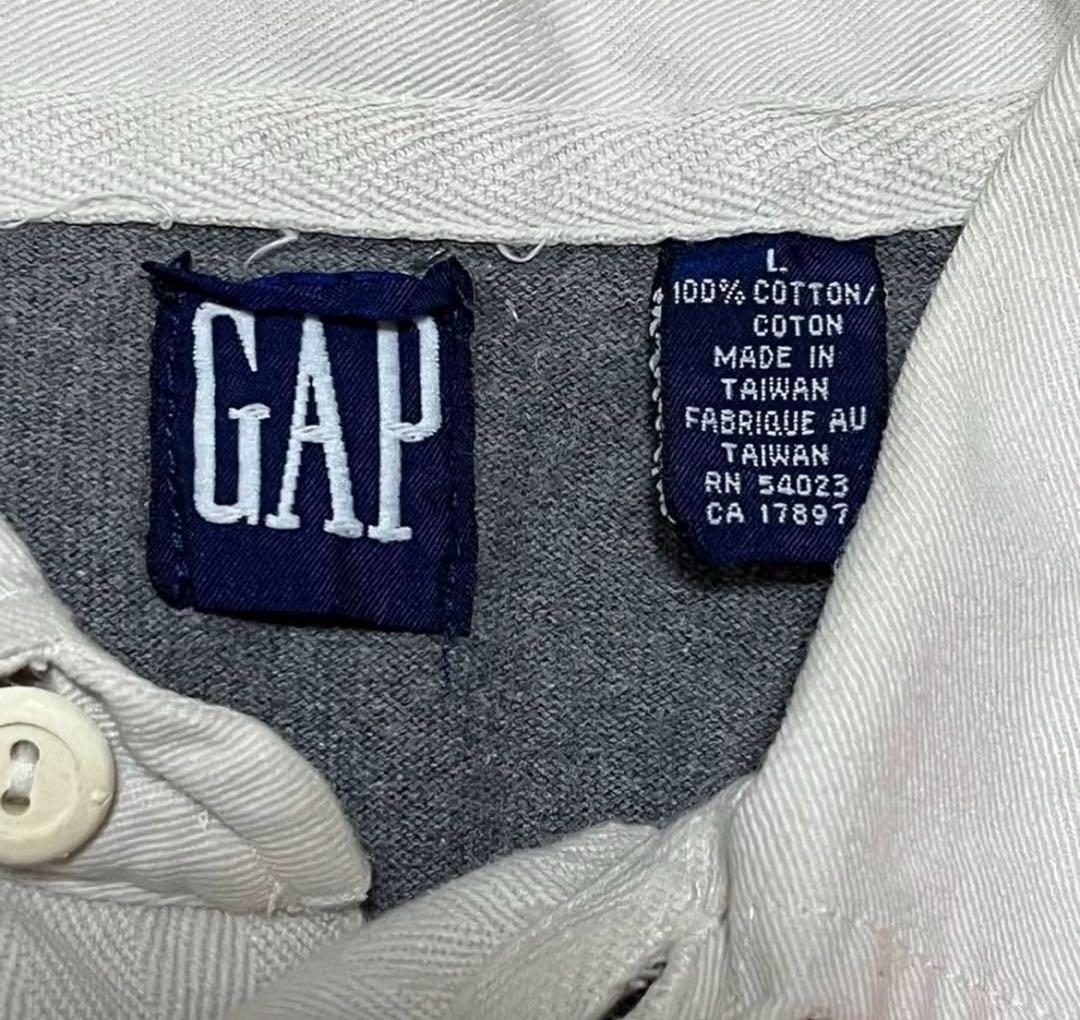 GAP
L
100% COTTON/
COTON
MADE IN
TAIWAN
FABRIQUE AU
TAIWAN
RN 54023
CA 17897